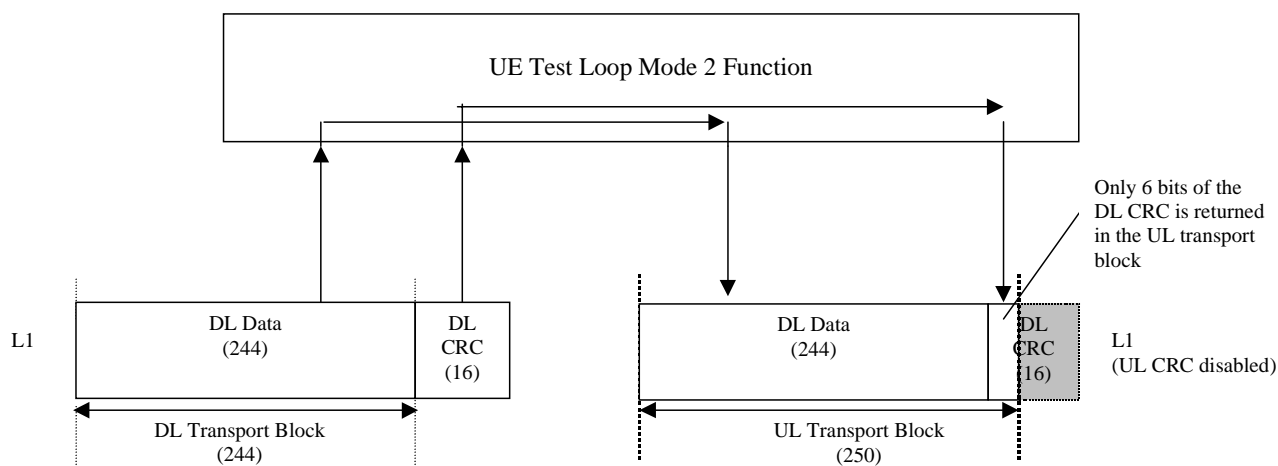 UE Test Loop Mode 2 Function
Only 6 bits of the
DL CRC is returned
in the UL transport
block
L1
DL Data
(244)
DL
CRC
(16)
DL Transport Block
(244)
DL Data
(244)
DL
CRC
(16)
UL Transport Block
(250)
L1
(UL CRC disabled)